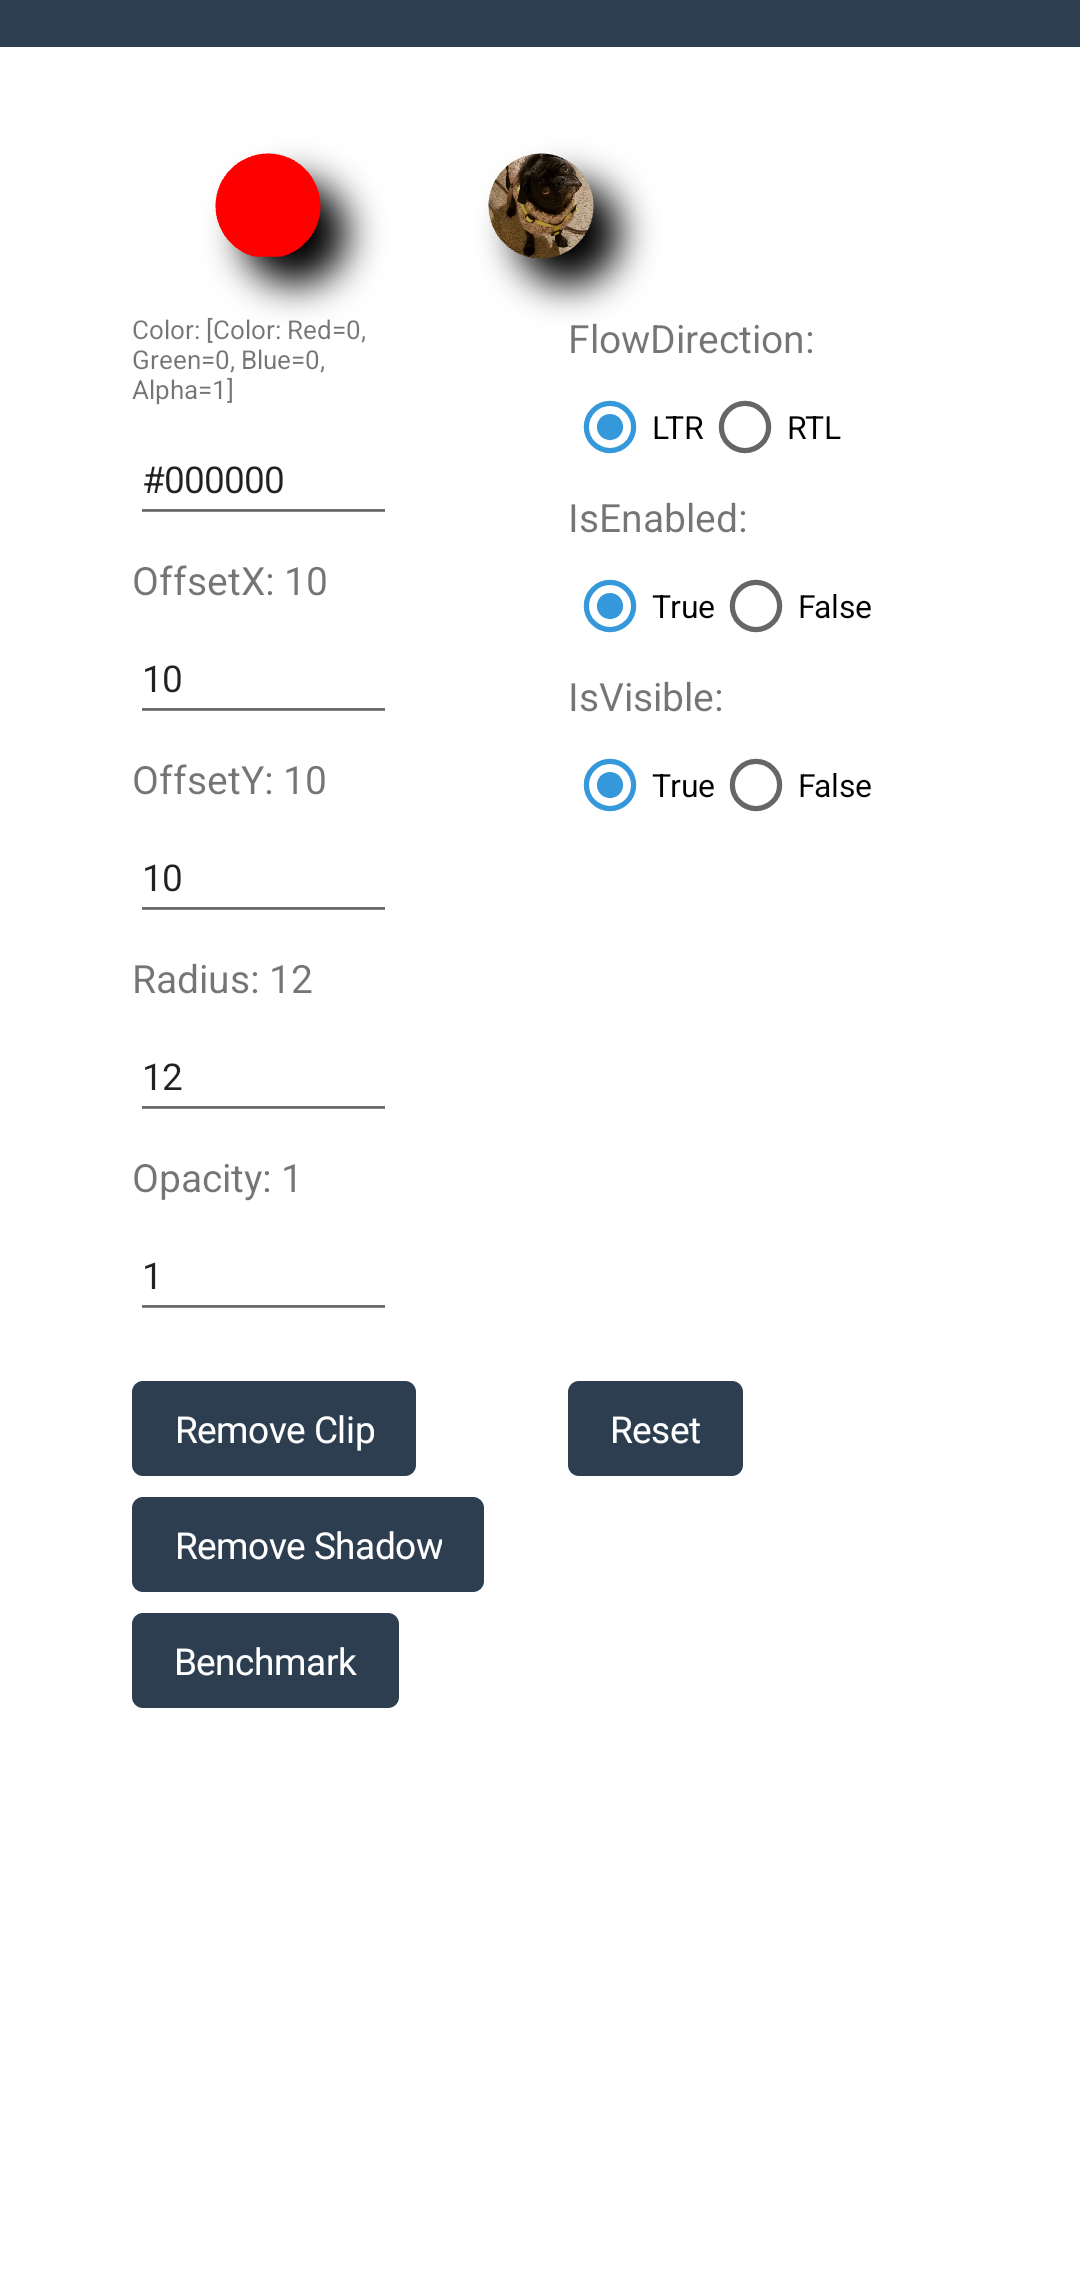 Color: [Color: Red=0,
Green=0, Blue=0,
Alpha=1]
#000000
OffsetX: 10
10
OffsetY: 10
10
Radius: 12
12
Opacity: 1
1
FlowDirection:
LTR RTL
IsEnabled:
True False
IsVisible:
True False
Remove Clip
Reset
Remove Shadow
Benchmark